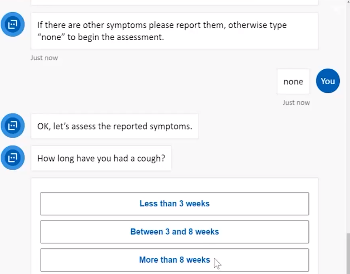 If there are other symptoms please report them, otherwise type
"none" to begin the assessment.
Just now
none
You
Just now
OK, let's assess the reported symptoms.
How long have you had a cough?
Less than 3 weeks
Between 3 and 8 weeks
More than 8 weeks